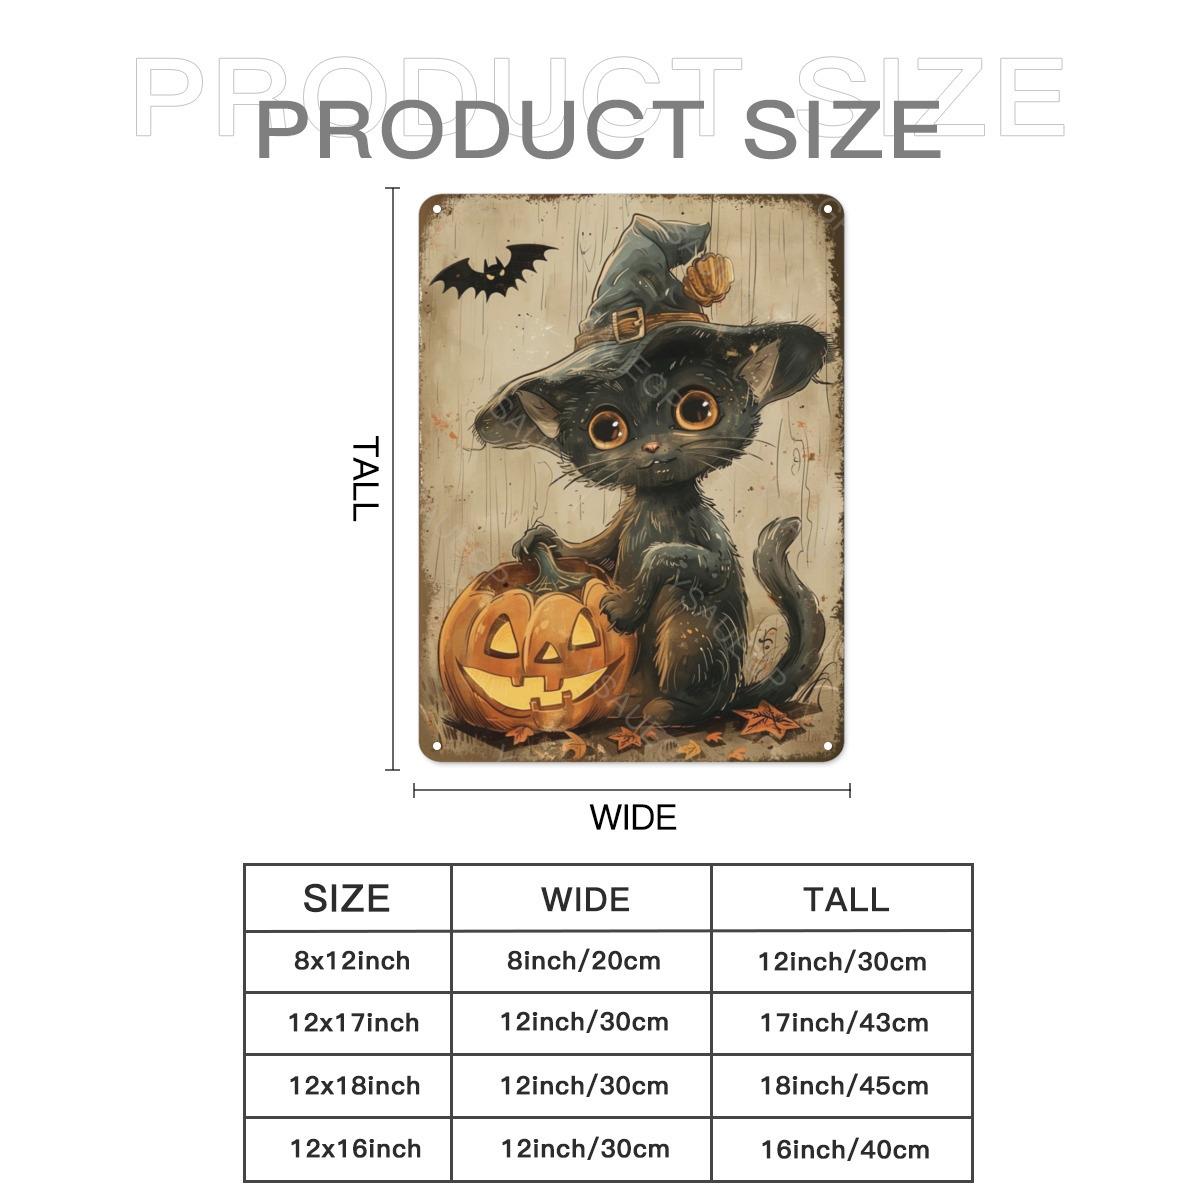 PRODUCT SIZE
PRODUCT SIZE
TALL
WIDE
SIZE WIDE TALL
8x12inch 8inch/20cm 12inch/30cm
12x17inch 12inch/30cm 17inch/43cm
12x18inch 12inch/30cm 18inch/45cm
12x16inch 12inch/30cm 16inch/40cm